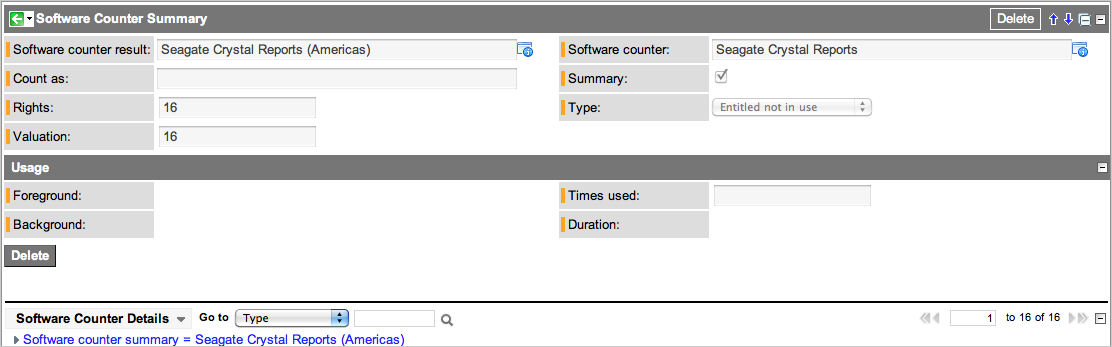 Software Counter Summary Delete
Software counter result: Seagate Crystal Reports (Americas) Software counter: Seagate Crystal Reports
Count as: Summary:
Rights: 16 Type: Entitled not in use
Valuation: 16
Usage
Foreground: Times used:
Background: Duration:
Delete
Software Counter Details Go to Type 1 to 16 of 16
Software counter summary = Seagate Crystal Reports (Americas)